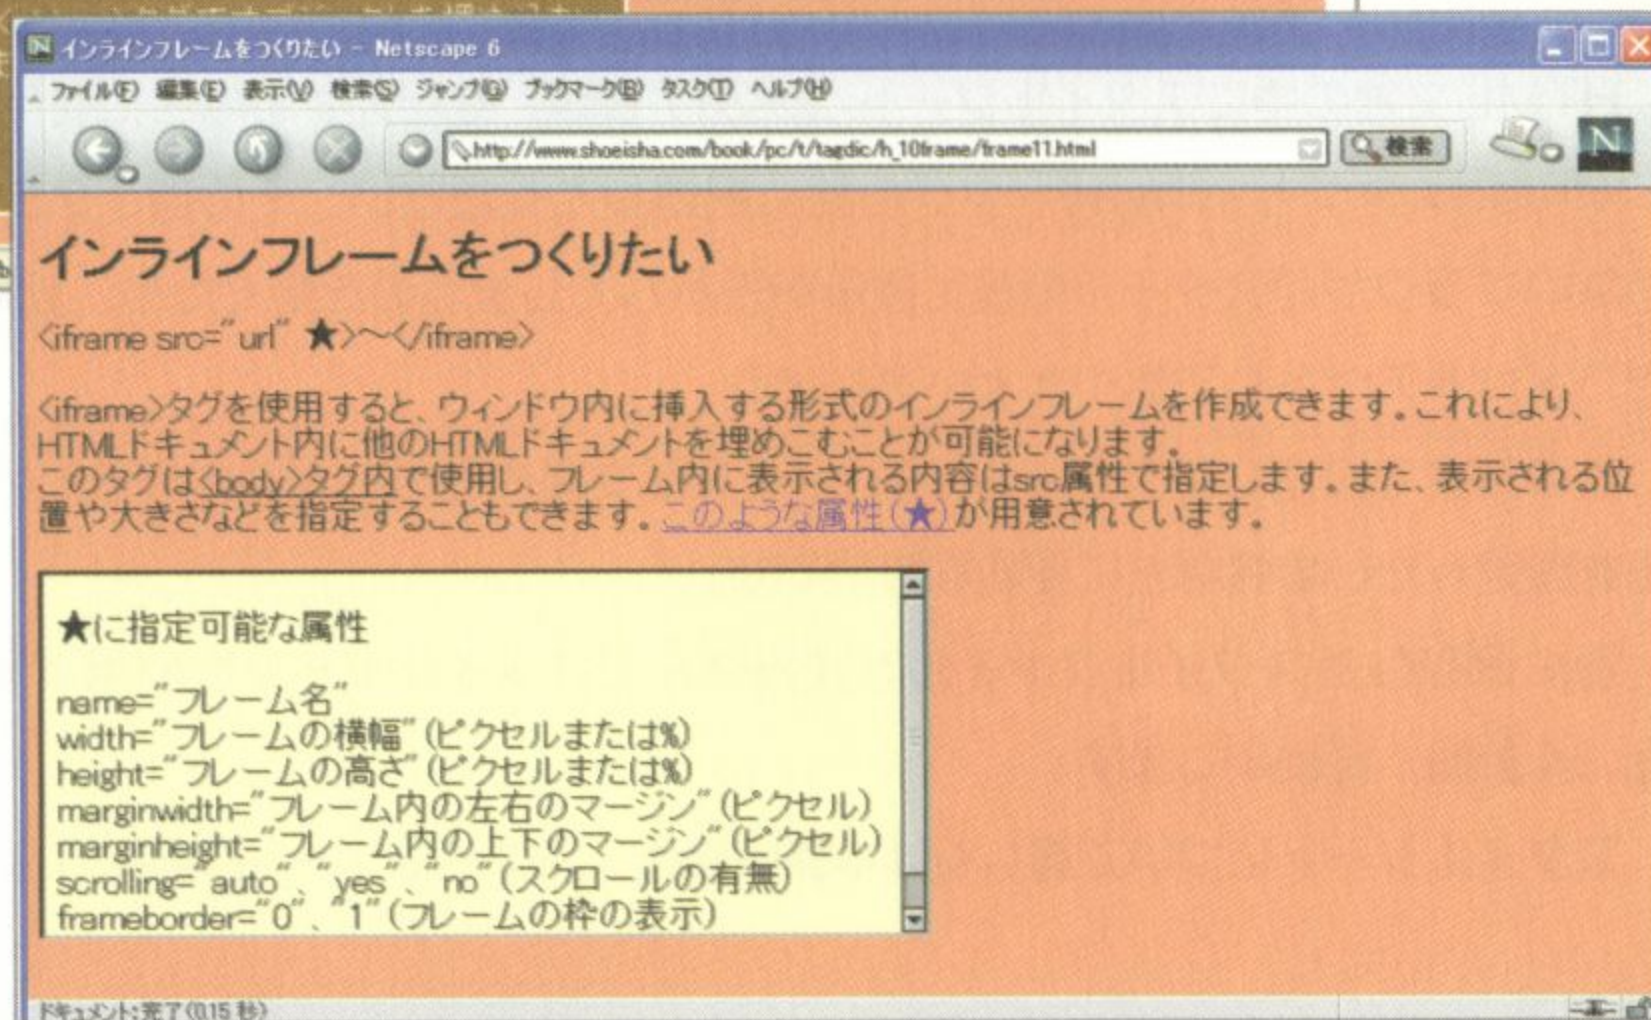 インラインフレームをつくりたい - Netscape 6
ファイル(F) 編集(E) 表示(V) 検索(S) ジャンプ(G) ブックマーク(B) タスク(T) ヘルプ(H)
http://www.shoeisha.com/book/pc/t/tagdic/h_10frame/frame11.html 検索 N
インラインフレームをつくりたい
<iframe src="url" ★>～</iframe>
<iframe>タグを使用すると、ウィンドウ内に挿入する形式のインラインフレームを作成できます。これにより、
HTMLドキュメント内に他のHTMLドキュメントを埋めこむことが可能になります。
このタグは<body>タグ内で使用し、フレーム内に表示される内容はsrc属性で指定します。また、表示される位
置や大きさなどを指定することもできます。このような属性(★)が用意されています。
★に指定可能な属性
name="フレーム名"
width="フレームの横幅"(ピクセルまたは%)
height="フレームの高さ"(ピクセルまたは%)
marginwidth="フレーム内の左右のマージン"(ピクセル)
marginheight="フレーム内の上下のマージン"(ピクセル)
scrolling="auto"、"yes"、"no"(スクロールの有無)
frameborder="0"、"1"(フレームの枠の表示)
ドキュメント:完了(0.15 秒)